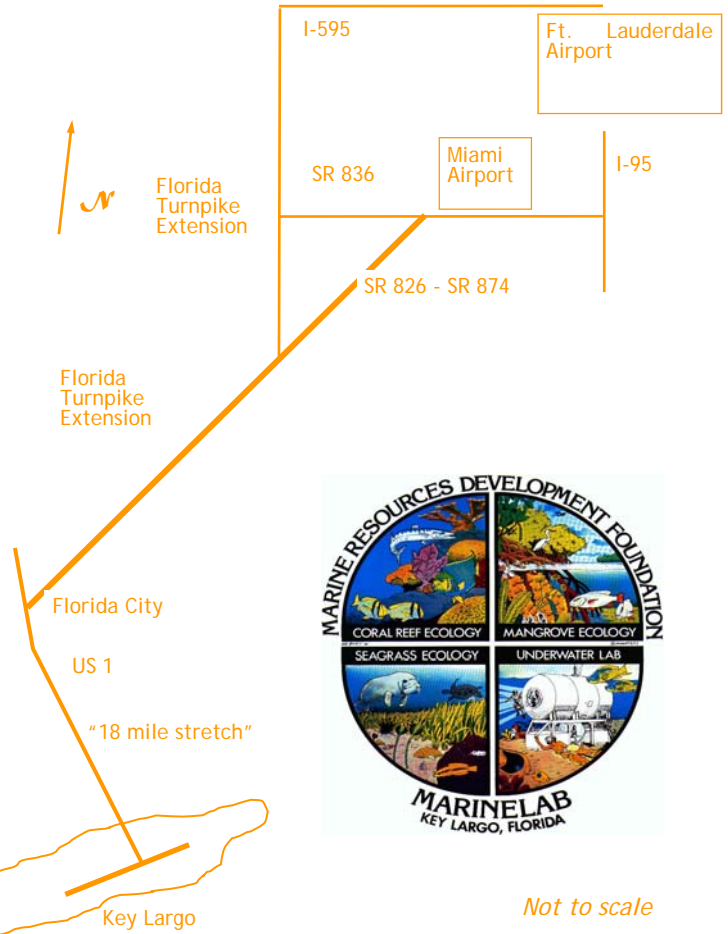 I-595
Ft. Lauderdale
Airport
Miami
Airport
I-95
SR 836
Florida
Turnpike
Extension
N
SR 826 - SR 874
Florida
Turnpike
Extension
MARINE RESOURCES DEVELOPMENT FOUNDATION
CORAL REEF ECOLOGY
MANGROVE ECOLOGY
SEAGRASS ECOLOGY
UNDERWATER LAB
MARINELAB
KEY LARGO, FLORIDA
Florida City
US 1
“18 mile stretch”
Key Largo
Not to scale